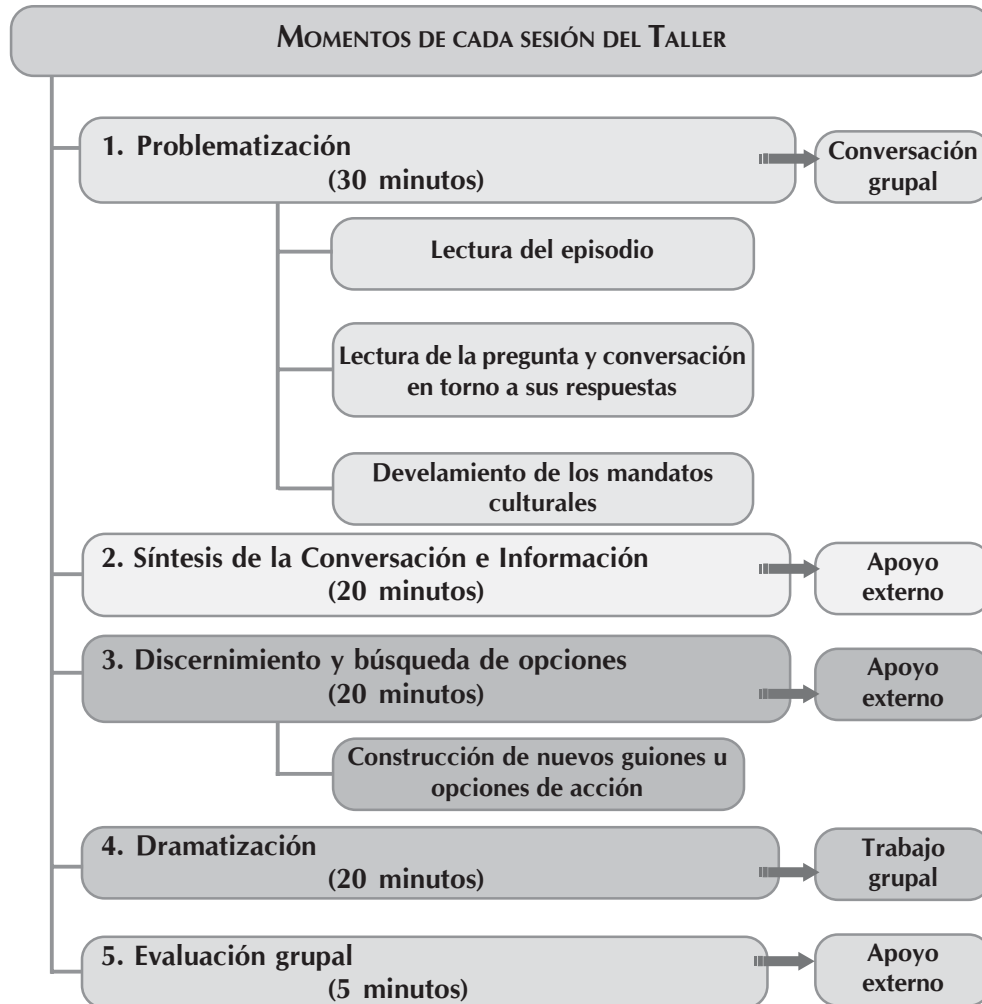 MOMENTOS DE CADA SESIÓN DEL TALLER
1. Problematización
(30 minutos)
Conversación
grupal
Lectura del episodio
Lectura de la pregunta y conversación
en torno a sus respuestas
Develamiento de los mandatos
culturales
2. Síntesis de la Conversación e Información
(20 minutos)
Apoyo
externo
3. Discernimiento y búsqueda de opciones
(20 minutos)
Apoyo
externo
Construcción de nuevos guiones u
opciones de acción
4. Dramatización
(20 minutos)
Trabajo
grupal
5. Evaluación grupal
(5 minutos)
Apoyo
externo